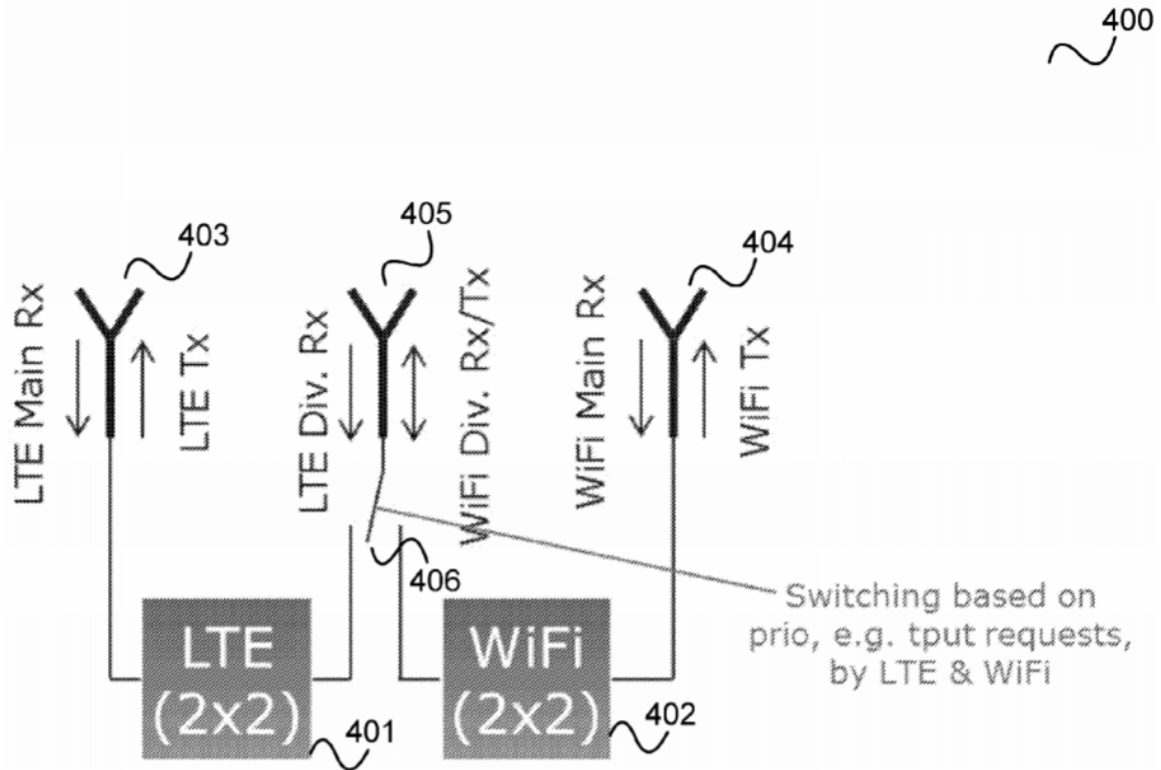 400
403
405
404
LTE Main Rx
LTE Tx
LTE Div. Rx
WiFi Div. Rx/Tx
WiFi Main Rx
WiFi Tx
406
Switching based on
prio, e.g. tput requests,
by LTE & WiFi
LTE
(2x2)
401
WiFi
(2x2)
402